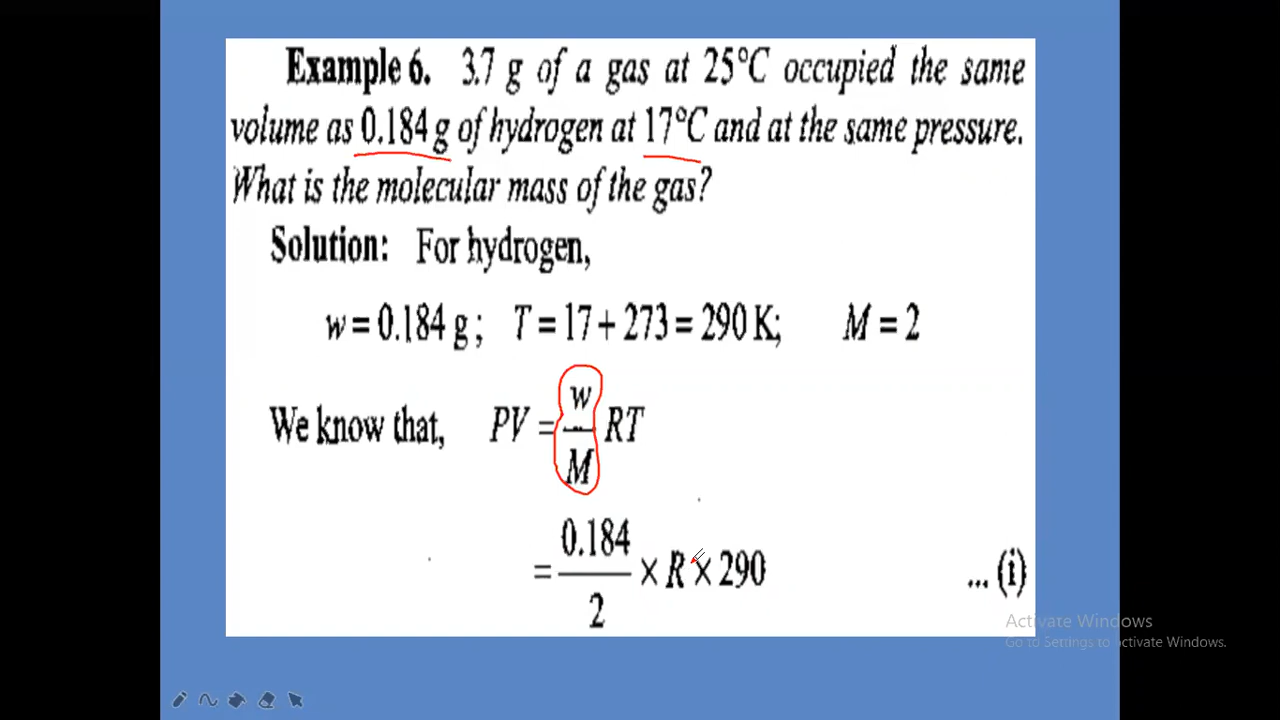 Example 6. 3.7 g of a gas at 25°C occupied the same
volume as 0.184 g of hydrogen at 17°C and at the same pressure.
What is the molecular mass of the gas?
Solution: For hydrogen,
w = 0.184 g; T = 17 + 273 = 290 K; M = 2
We know that, PV = w/M RT
= 0.184/2 × R × 290 ... (i)
Activate Windows
Go to Settings to activate Windows.